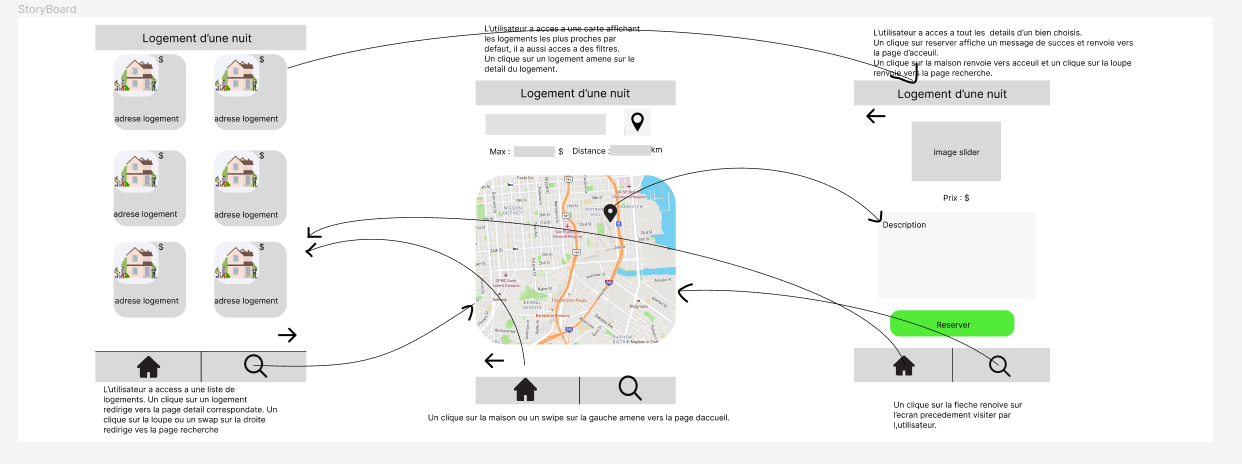 StoryBoard
Logement d'une nuit
$
$
adrese logement
adrese logement
$
$
adrese logement
adrese logement
$
$
adrese logement
adrese logement
L'utilisateur a access a une liste de
logements. Un clique sur un logement
redirige vers la page detail correspondate. Un
clique sur la loupe ou un swap sur la droite
redirige ves la page recherche
L'utilisateur a acces a une carte affichant
les logements les plus proches par
defaut, il a aussi acces a des filtres.
Un clique sur un logement amene sur le
detail du logement.
Logement d'une nuit
Max : $ Distance : km
MISSION
DISTRICT
BERNAL
HEIGHTS
Un clique sur la maison ou un swipe sur la gauche amene vers la page daccueil.
L'utilisateur a acces a tout les details d'un bien choisis.
Un clique sur reserver affiche un message de succes et renvoie vers
la page d'acceuil.
Un clique sur la maison renvoie vers acceuil et un clique sur la loupe
renvoie vers la page recherche.
Logement d'une nuit
image slider
Prix : $
Description
Reserver
Un clique sur la fleche renoive sur
l'ecran precedement visiter par
l,utilisateur.